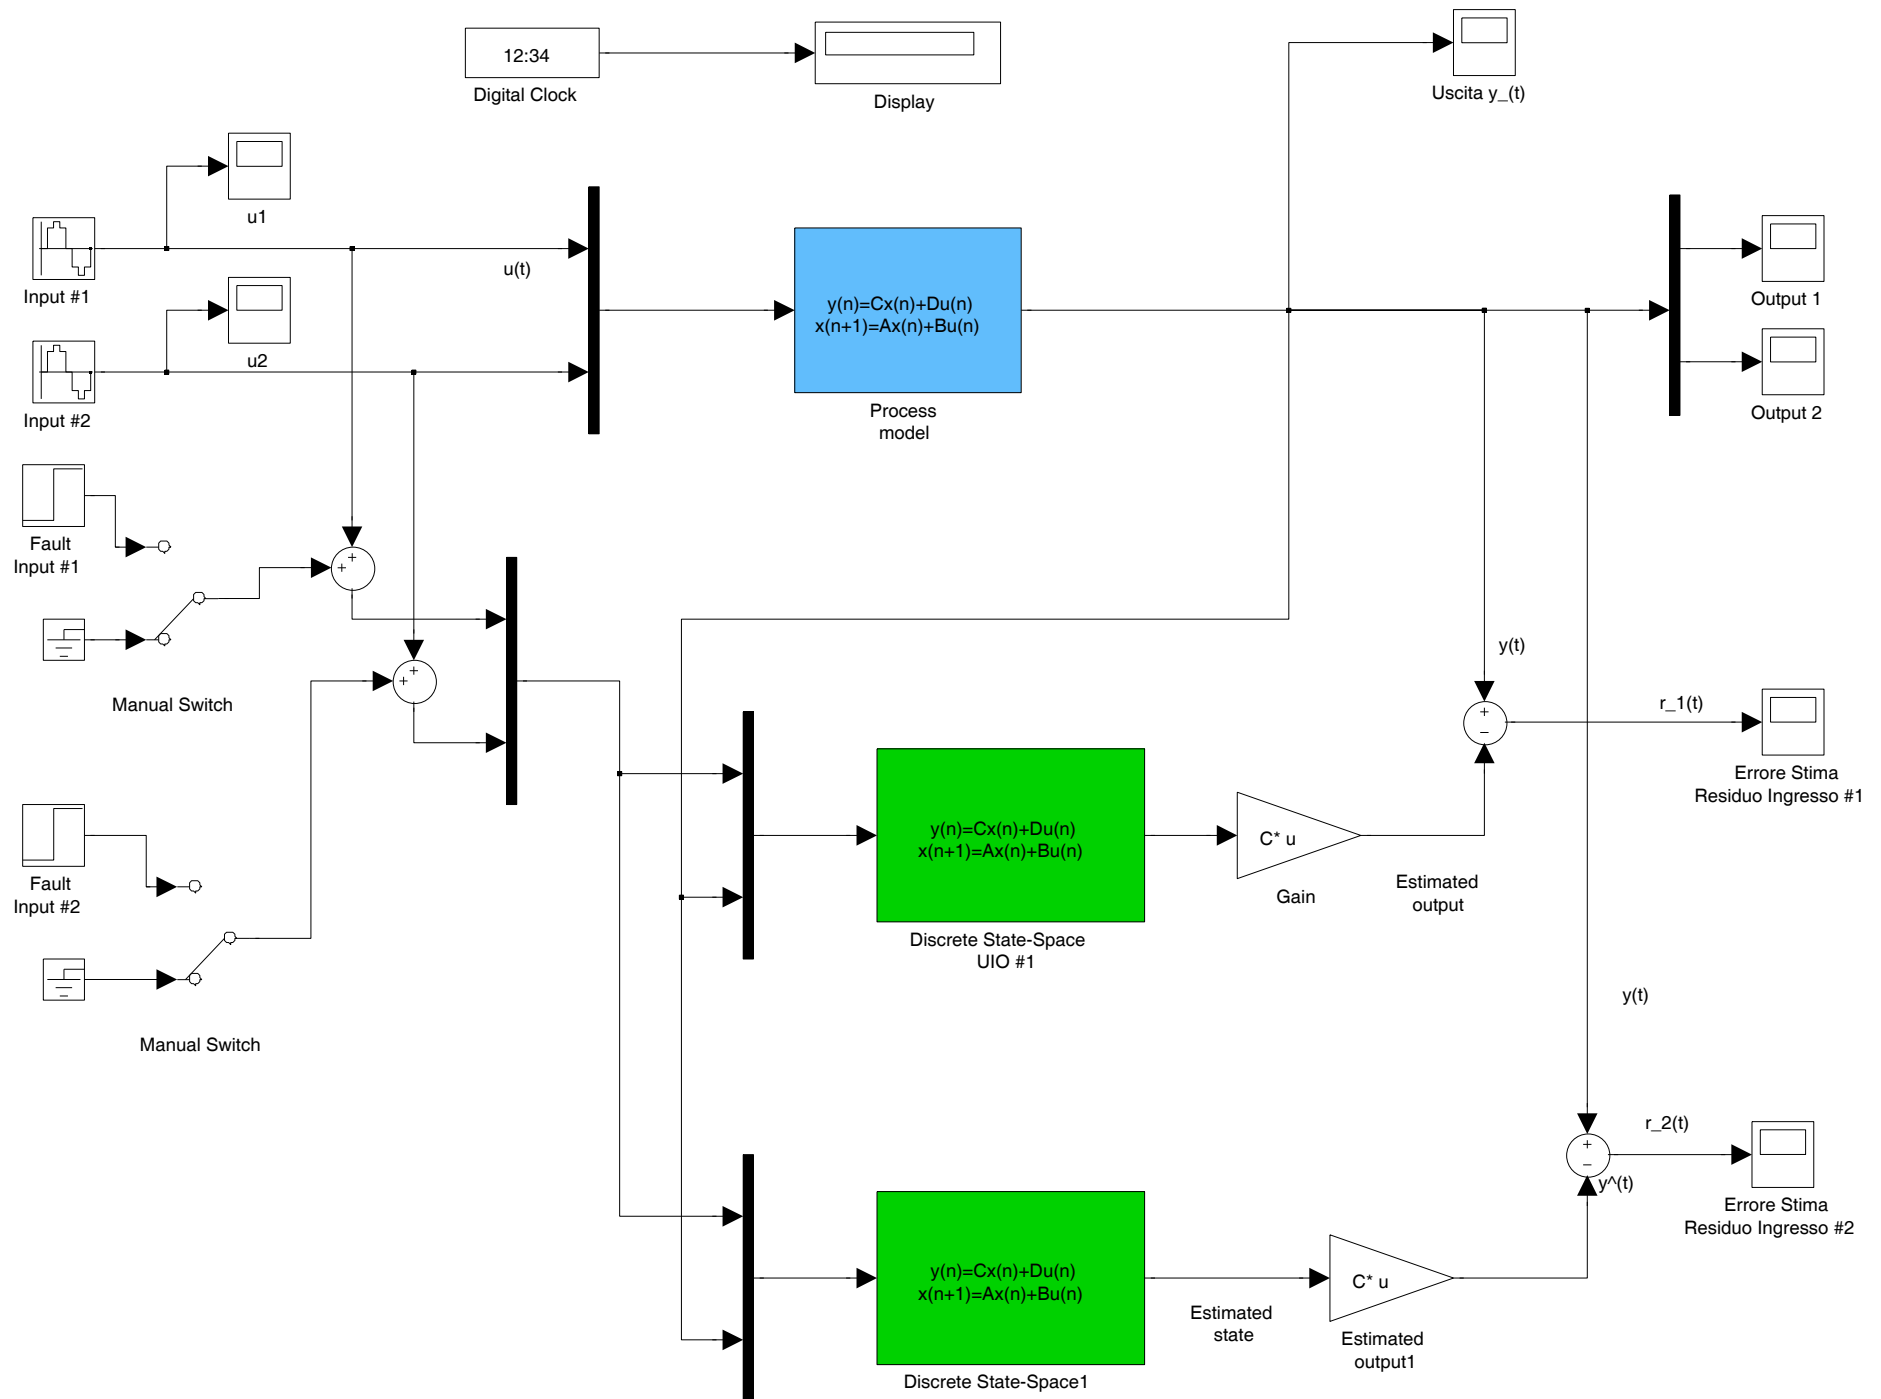 12:34
Digital Clock
Display
Uscita y_(t)
u1
Input #1
u(t)
u2
Input #2
y(n)=Cx(n)+Du(n)
x(n+1)=Ax(n)+Bu(n)
Process
model
Output 1
Output 2
Fault
Input #1
+
+
Manual Switch
+
+
y(t)
r_1(t)
+
−
Errore Stima
Residuo Ingresso #1
Fault
Input #2
Manual Switch
y(n)=Cx(n)+Du(n)
x(n+1)=Ax(n)+Bu(n)
Discrete State-Space
UIO #1
C* u
Gain
Estimated
output
y(t)
r_2(t)
+
−
y^(t)
Errore Stima
Residuo Ingresso #2
y(n)=Cx(n)+Du(n)
x(n+1)=Ax(n)+Bu(n)
Discrete State-Space1
Estimated
state
C* u
Estimated
output1